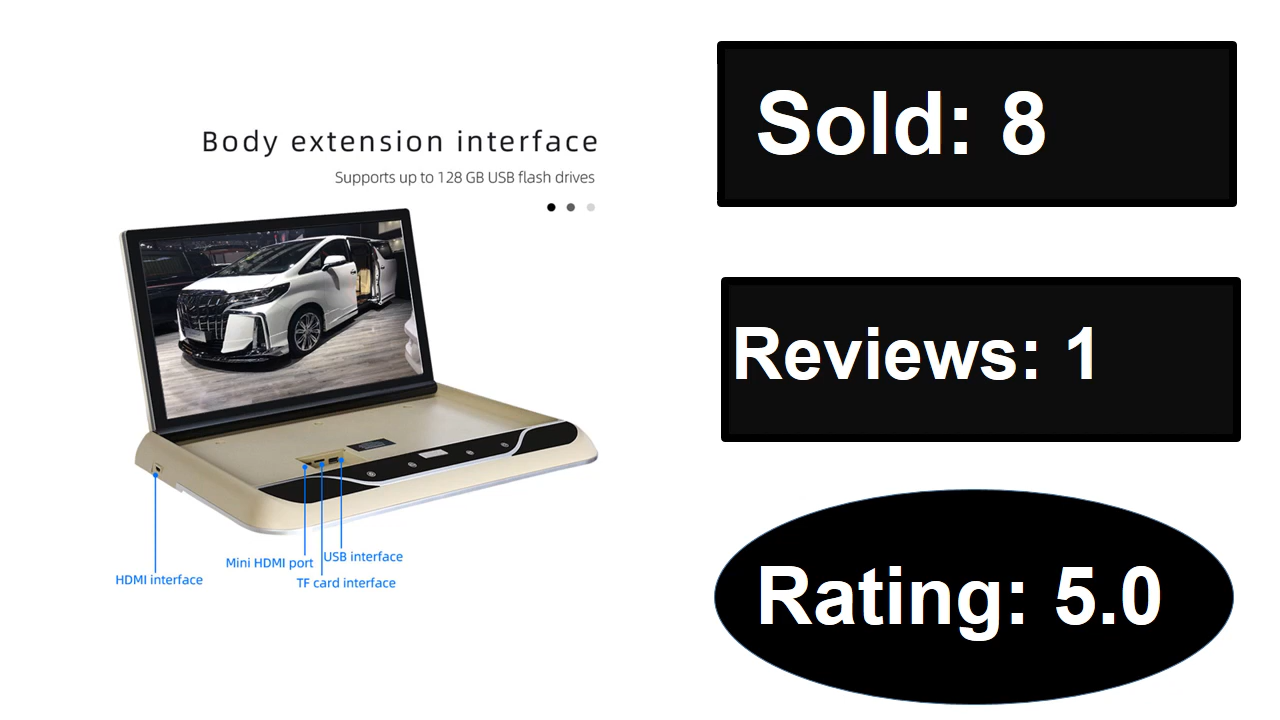 Body extension interface
Supports up to 128 GB USB flash drives
HDMI interface
Mini HDMI port
USB interface
TF card interface
Sold: 8
Reviews: 1
Rating: 5.0